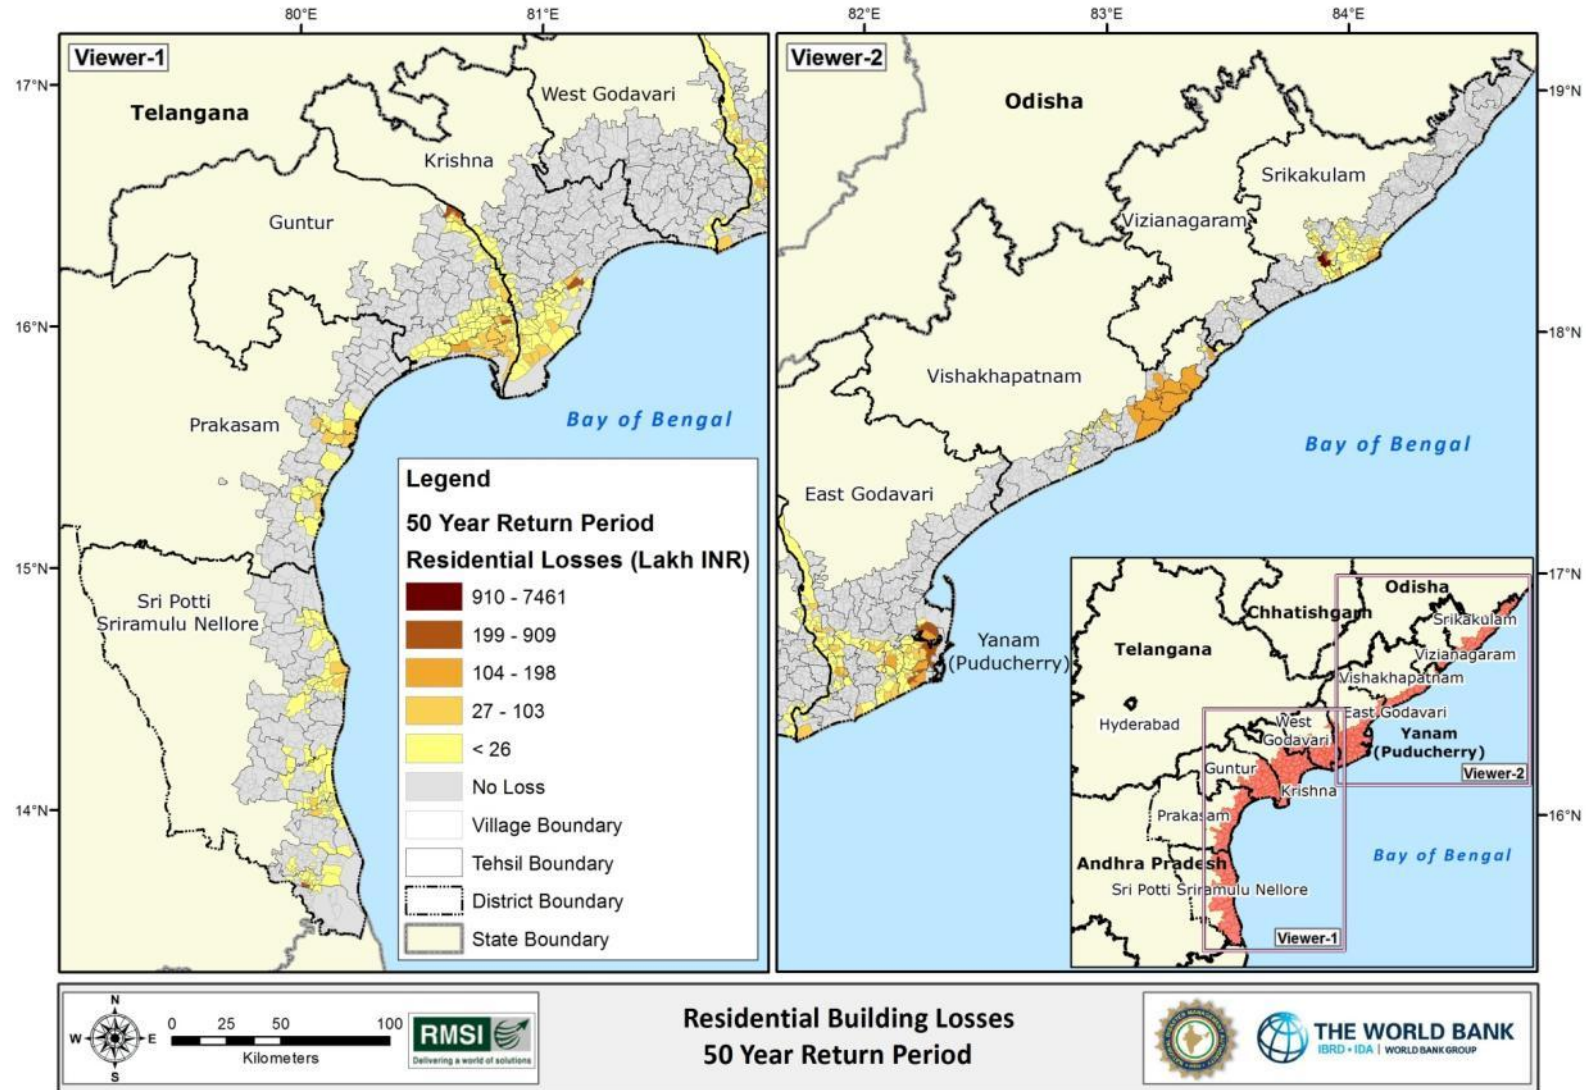 80°E
81°E
82°E
83°E
84°E
Viewer-1
17°N
16°N
15°N
14°N
Telangana
West Godavari
Krishna
Guntur
Prakasam
Sri Potti
Sriramulu Nellore
Bay of Bengal
Legend
50 Year Return Period
Residential Losses (Lakh INR)
910 - 7461
199 - 909
104 - 198
27 - 103
< 26
No Loss
Village Boundary
Tehsil Boundary
District Boundary
State Boundary
Viewer-2
19°N
18°N
17°N
16°N
Odisha
Srikakulam
Vizianagaram
Vishakhapatnam
East Godavari
Bay of Bengal
Yanam
(Puducherry)
Odisha
Chhatishgarh
Srikakulam
Telangana
Vizianagaram
Vishakhapatnam
Hyderabad
West
Godavari
East Godavari
Yanam
(Puducherry)
Viewer-2
Guntur
Krishna
Prakasam
Andhra Pradesh
Bay of Bengal
Sri Potti Sriramulu Nellore
Viewer-1
N
W
E
S
0 25 50 100
Kilometers
RMSI
Delivering a world of solutions
Residential Building Losses
50 Year Return Period
THE WORLD BANK
IBRD • IDA | WORLD BANK GROUP